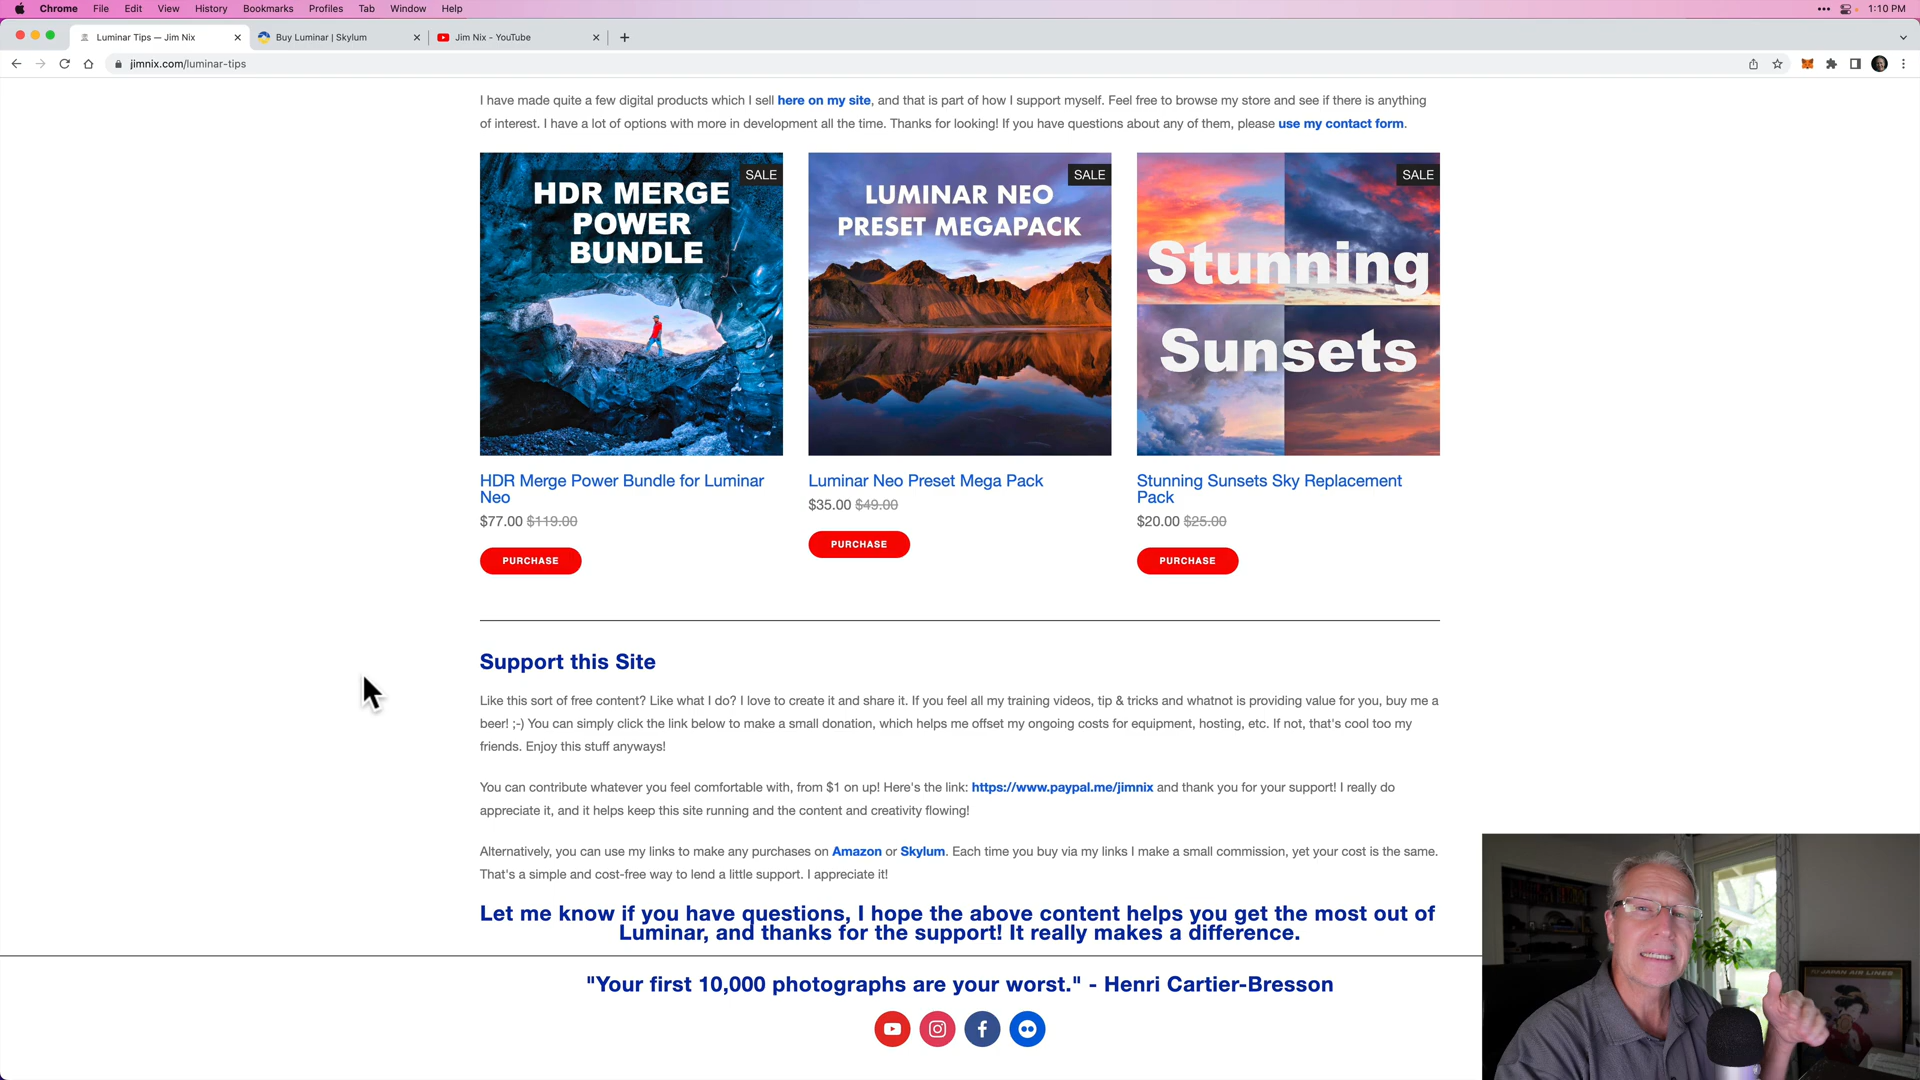 Chrome File Edit View History Bookmarks Profiles Tab Window Help 1:10 PM
Luminar Tips — Jim Nix
Buy Luminar | Skylum
Jim Nix - YouTube
jimnix.com/luminar-tips
I have made quite a few digital products which I sell here on my site, and that is part of how I support myself. Feel free to browse my store and see if there is anything
of interest. I have a lot of options with more in development all the time. Thanks for looking! If you have questions about any of them, please use my contact form.
SALE
HDR MERGE
POWER
BUNDLE
SALE
LUMINAR NEO
PRESET MEGAPACK
SALE
Stunning
Sunsets
HDR Merge Power Bundle for Luminar
Neo
$77.00 $119.00
PURCHASE
Luminar Neo Preset Mega Pack
$35.00 $49.00
PURCHASE
Stunning Sunsets Sky Replacement
Pack
$20.00 $25.00
PURCHASE
Support this Site
Like this sort of free content? Like what I do? I love to create it and share it. If you feel all my training videos, tip & tricks and whatnot is providing value for you, buy me a
beer! ;-) You can simply click the link below to make a small donation, which helps me offset my ongoing costs for equipment, hosting, etc. If not, that's cool too my
friends. Enjoy this stuff anyways!
You can contribute whatever you feel comfortable with, from $1 on up! Here's the link: https://www.paypal.me/jimnix and thank you for your support! I really do
appreciate it, and it helps keep this site running and the content and creativity flowing!
Alternatively, you can use my links to make any purchases on Amazon or Skylum. Each time you buy via my links I make a small commission, yet your cost is the same.
That's a simple and cost-free way to lend a little support. I appreciate it!
Let me know if you have questions, I hope the above content helps you get the most out of
Luminar, and thanks for the support! It really makes a difference.
"Your first 10,000 photographs are your worst." - Henri Cartier-Bresson
JAPAN AIR LINES